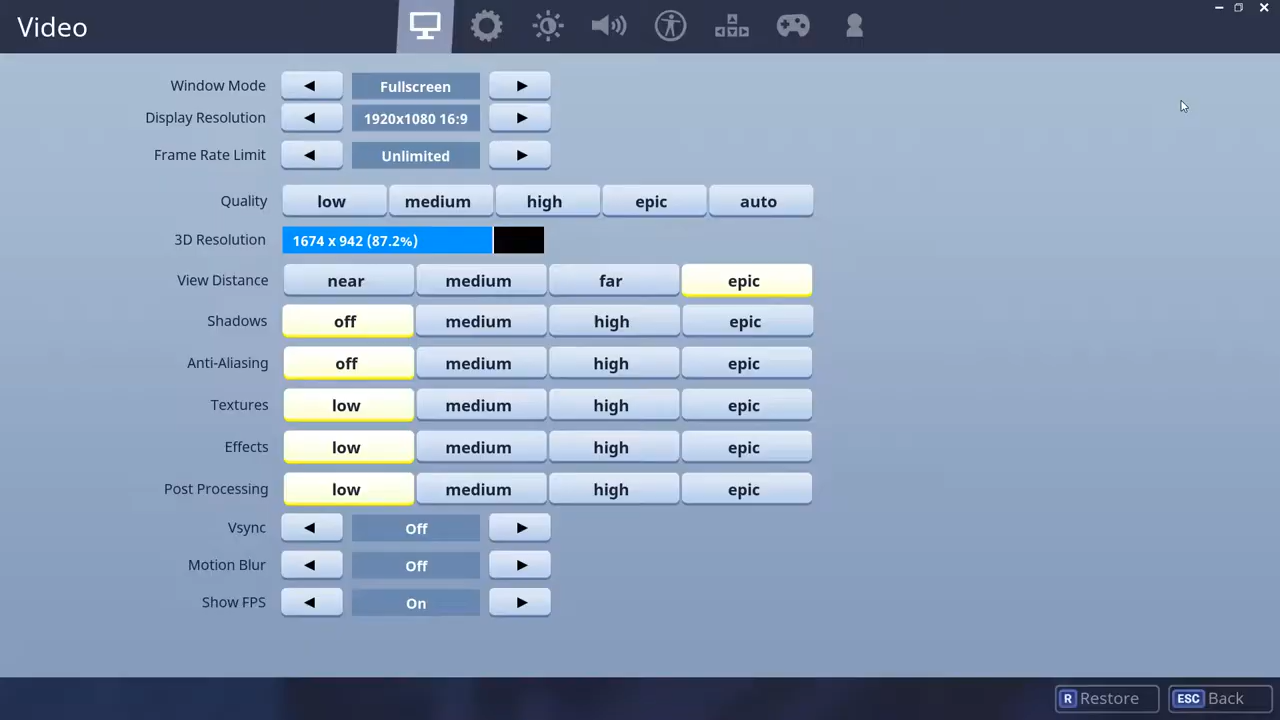 Video
Window Mode Fullscreen
Display Resolution 1920x1080 16:9
Frame Rate Limit Unlimited
Quality low medium high epic auto
3D Resolution 1674 x 942 (87.2%)
View Distance near medium far epic
Shadows off medium high epic
Anti-Aliasing off medium high epic
Textures low medium high epic
Effects low medium high epic
Post Processing low medium high epic
Vsync Off
Motion Blur Off
Show FPS On
R Restore ESC Back